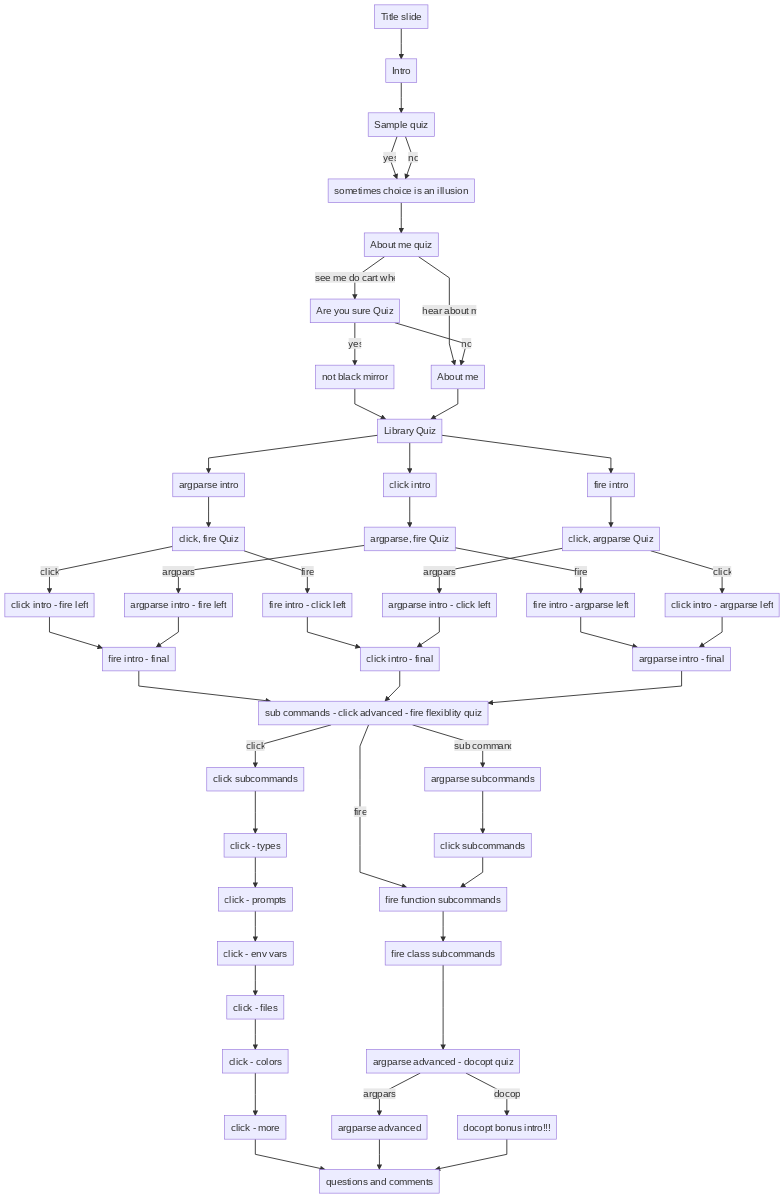 Title slide
Intro
Sample quiz
yes no
sometimes choice is an illusion
About me quiz
see me do cart
Are you sure Quiz
hear about
yes no
not black mirror About me
Library Quiz
argparse intro click intro fire intro
click, fire Quiz argparse, fire Quiz click, argparse Quiz
click argpars fire argpars fire click
click intro - fire left argparse intro - fire left fire intro - click left argparse intro - click left fire intro - argparse left click intro - argparse left
fire intro - final click intro - final argparse intro - final
sub commands - click advanced - fire flexiblity quiz
click sub command
click subcommands argparse subcommands
fire
click - types click subcommands
click - prompts fire function subcommands
click - env vars fire class subcommands
click - files
click - colors argparse advanced - docopt quiz
argpars docop
click - more argparse advanced docopt bonus intro!!!
questions and comments